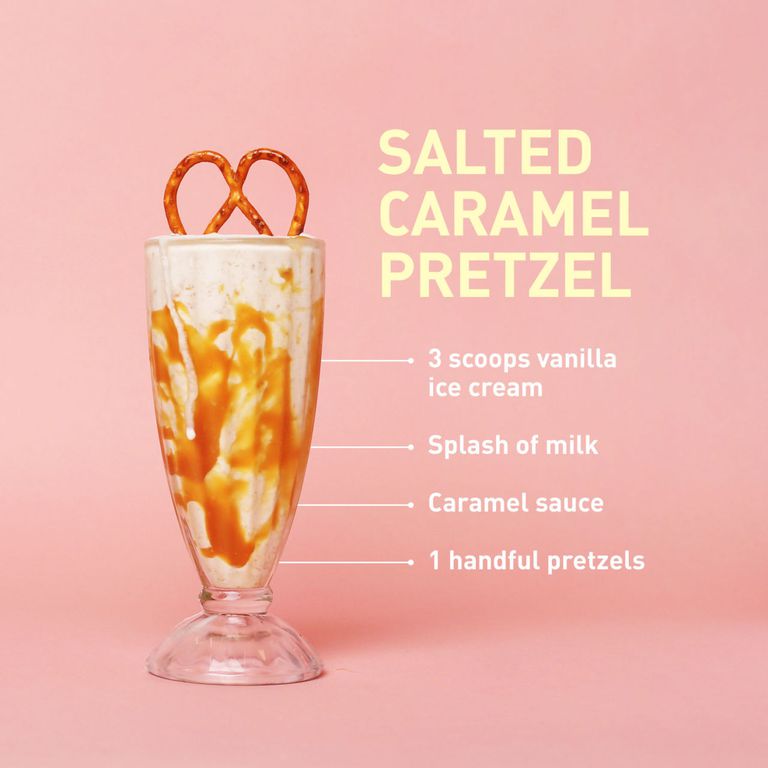 SALTED
CARAMEL
PRETZEL
3 scoops vanilla
ice cream
Splash of milk
Caramel sauce
1 handful pretzels